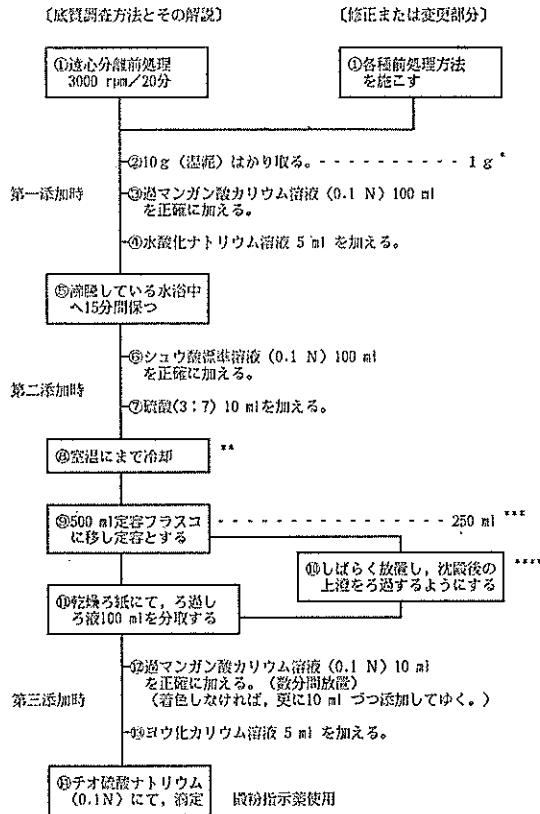 〔底質調査方法とその解説〕 〔修正または変更部分〕
①遠心分離前処理
3000 rpm/20分
①各種前処理方法
を施こす
②10g（湿泥）はかり取る。- - - - - - - - - - - 1 g *
第一添加時
③過マンガン酸カリウム溶液（0.1 N）100 ml
を正確に加える。
④水酸化ナトリウム溶液 5 ml を加える。
⑤沸騰している水浴中
へ15分間保つ
⑥シュウ酸標準溶液（0.1 N）100 ml
を正確に加える。
第二添加時
⑦硫酸(3：7) 10 mlを加える。
⑧室温にまで冷却 **
⑨500 ml定容フラスコ
に移し定容とする
- - - - - - - - - - - - - - - - 250 ml ***
⑩しばらく放置し，沈殿後の
上澄をろ過するようにする
****
⑪乾燥ろ紙にて，ろ過し
ろ液100 mlを分取する
⑫過マンガン酸カリウム溶液（0.1 N）10 ml
を正確に加える。（数分間放置）
第三添加時
（着色しなければ，更に10 ml づつ添加してゆく。）
⑬ヨウ化カリウム溶液 5 ml を加える。
⑭チオ硫酸ナトリウム
（0.1N）にて，滴定
殿粉指示薬使用